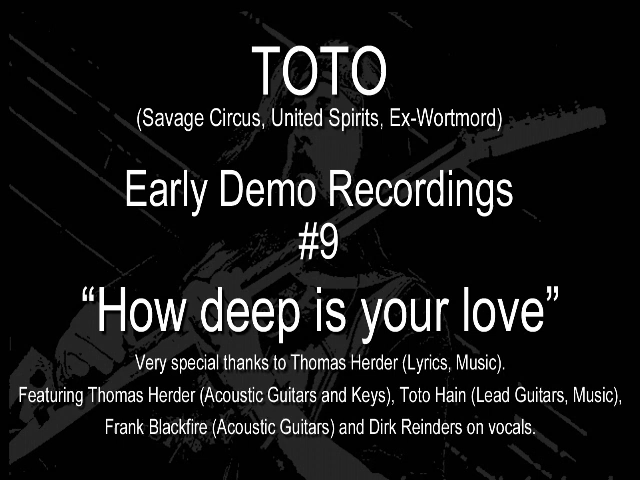 TOTO
(Savage Circus, United Spirits, Ex-Wortmord)
Early Demo Recordings
#9
“How deep is your love”
Very special thanks to Thomas Herder (Lyrics, Music).
Featuring Thomas Herder (Acoustic Guitars and Keys), Toto Hain (Lead Guitars, Music),
Frank Blackfire (Acoustic Guitars) and Dirk Reinders on vocals.